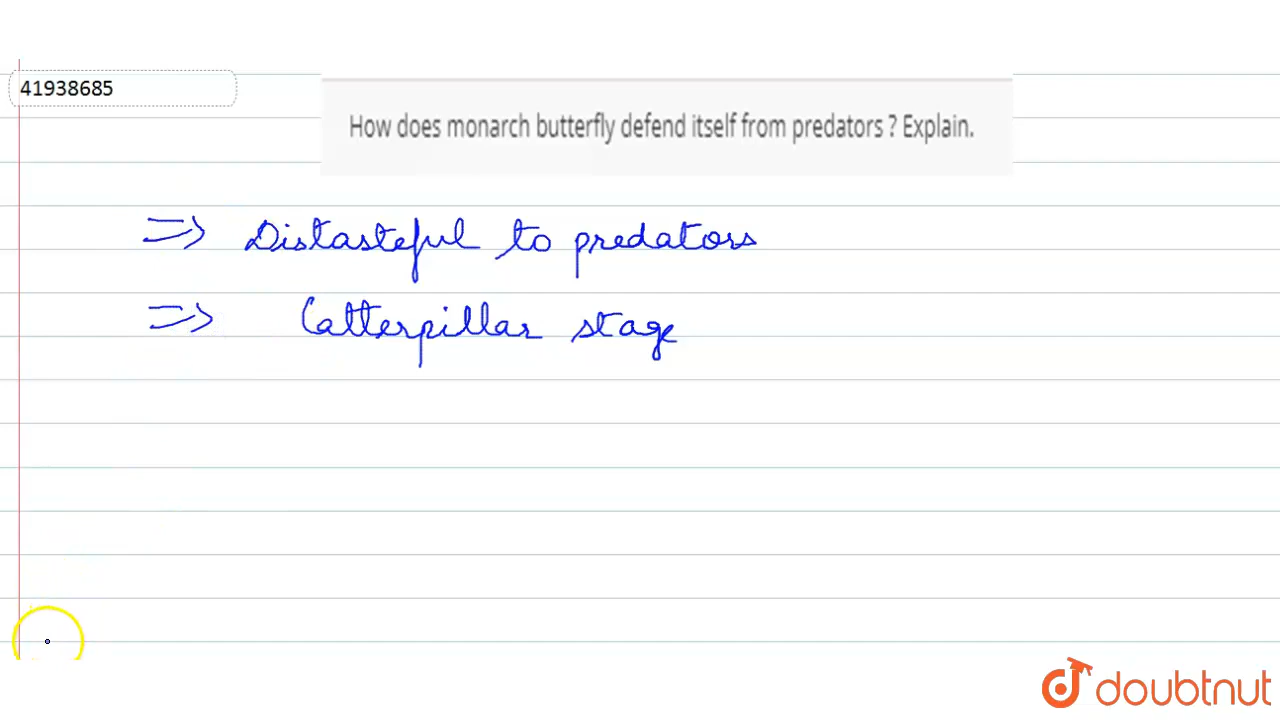 41938685
How does monarch butterfly defend itself from predators ? Explain.
=> Distasteful to predators
=> Catterpillar stage
doubtnut